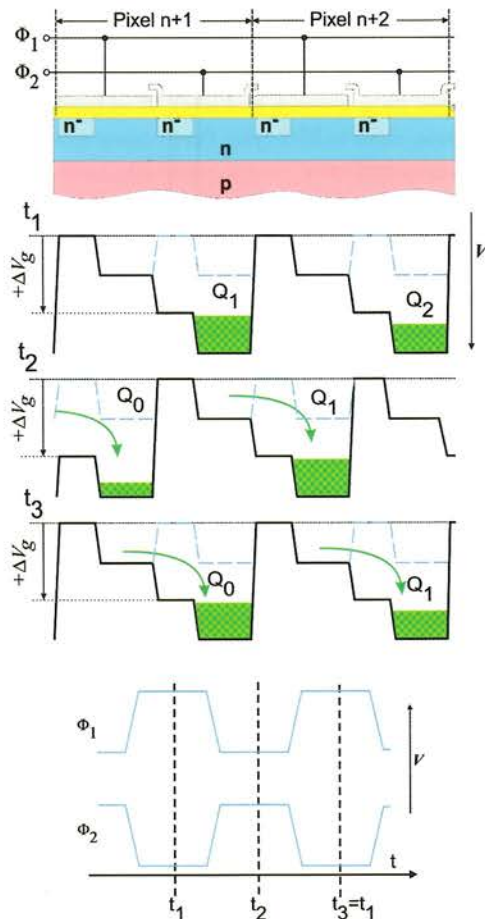 Pixel n+1 Pixel n+2
Φ1
Φ2
n⁻ n⁻ n⁻ n⁻
n
p
t1
+ΔVg
Q1 Q2
V
t2
+ΔVg
Q0 Q1
t3
+ΔVg
Q0 Q1
Φ1
V
Φ2
t
t1 t2 t3=t1